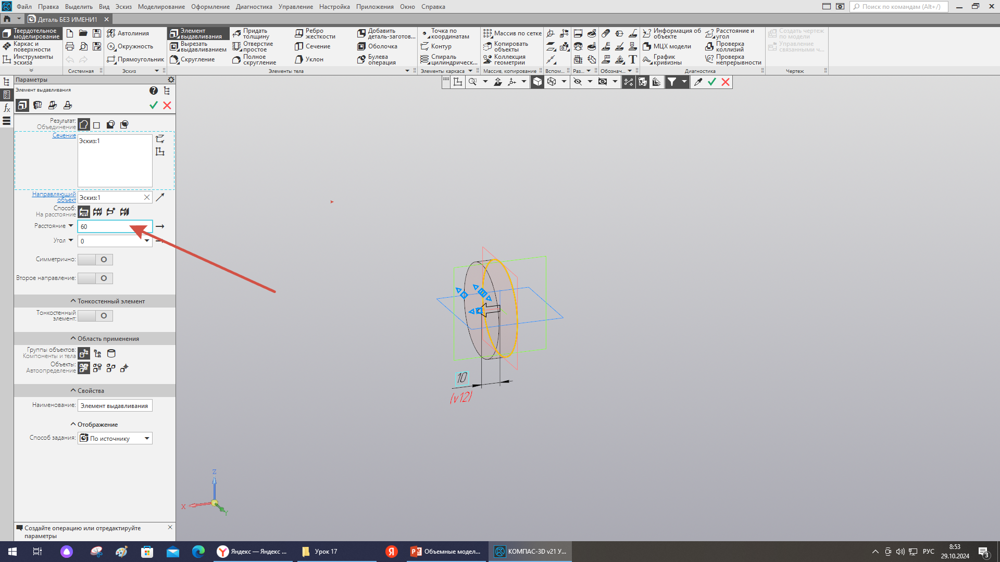 Файл Правка Выделить Вид Эскиз Моделирование Оформление Диагностика Управление Настройка Приложения Окно Справка
Поиск по командам (Alt+/)
Деталь БЕЗ ИМЕНИ1
Твердотельное моделирование
Каркас и поверхности
Инструменты эскиза
Системная
Автолиния
Окружность
Прямоугольник
Эскиз
Элемент выдавливания
Вырезать выдавливанием
Скругление
Придать толщину
Отверстие простое
Полное скругление
Ребро жесткости
Сечение
Уклон
Добавить деталь-заготов...
Оболочка
Булева операция
Элементы тела
Точка по координатам
Контур
Спираль цилиндрическ...
Элементы каркаса
Массив по сетке
Копировать объекты
Коллекция геометрии
Массив, копирование
Вспом...
Раз...
Обознач...
Информация об объекте
МЦХ модели
График кривизны
Расстояние и угол
Проверка коллизий
Проверка непрерывности
Диагностика
Создать чертеж по модели
Управление связанными ч...
Чертеж
Параметры
Элемент выдавливания
Результат:
Объединение
Сечение
Эскиз:1
Направляющий объект
Эскиз:1
Способ:
На расстояние
Расстояние
60
Угол
0
Симметрично:
Второе направление:
Тонкостенный элемент
Тонкостенный элемент:
Область применения
Группы объектов:
Компоненты и тела
Объекты:
Автоопределение
Свойства
Наименование: Элемент выдавливания
Отображение
Способ задания: По источнику
10
(v12)
Z
X
Y
Создайте операцию или отредактируйте
параметры
Яндекс — Яндекс ...
Урок 17
Объемные модел...
КОМПАС-3D v21 У...
РУС
8:53
29.10.2024
3